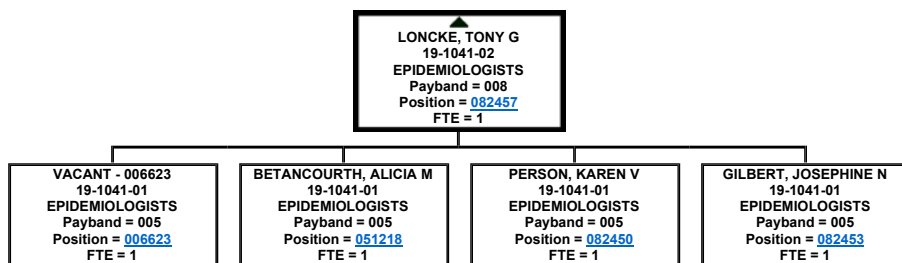 LONCKE, TONY G
19-1041-02
EPIDEMIOLOGISTS
Payband = 008
Position = 082457
FTE = 1
VACANT - 006623
19-1041-01
EPIDEMIOLOGISTS
Payband = 005
Position = 006623
FTE = 1
BETANCOURTH, ALICIA M
19-1041-01
EPIDEMIOLOGISTS
Payband = 005
Position = 051218
FTE = 1
PERSON, KAREN V
19-1041-01
EPIDEMIOLOGISTS
Payband = 005
Position = 082450
FTE = 1
GILBERT, JOSEPHINE N
19-1041-01
EPIDEMIOLOGISTS
Payband = 005
Position = 082453
FTE = 1